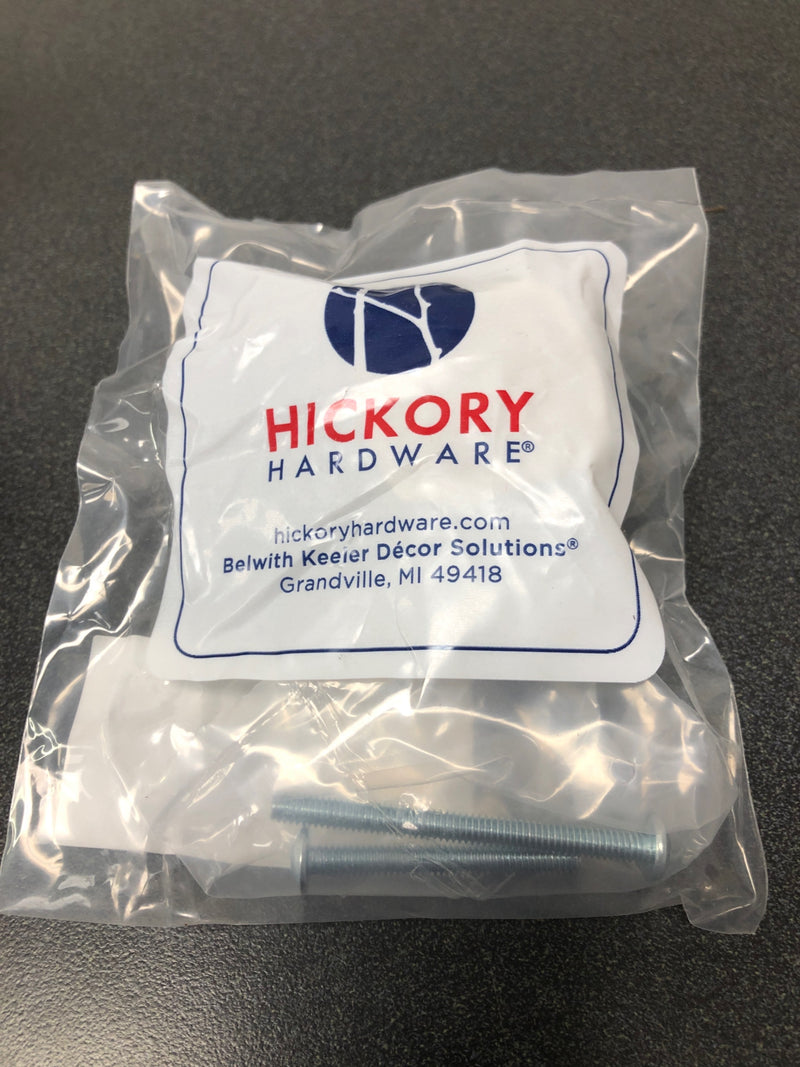 HICKORY
HARDWARE®
hickoryhardware.com
Belwith Keeler Décor Solutions®
Grandville, MI 49418